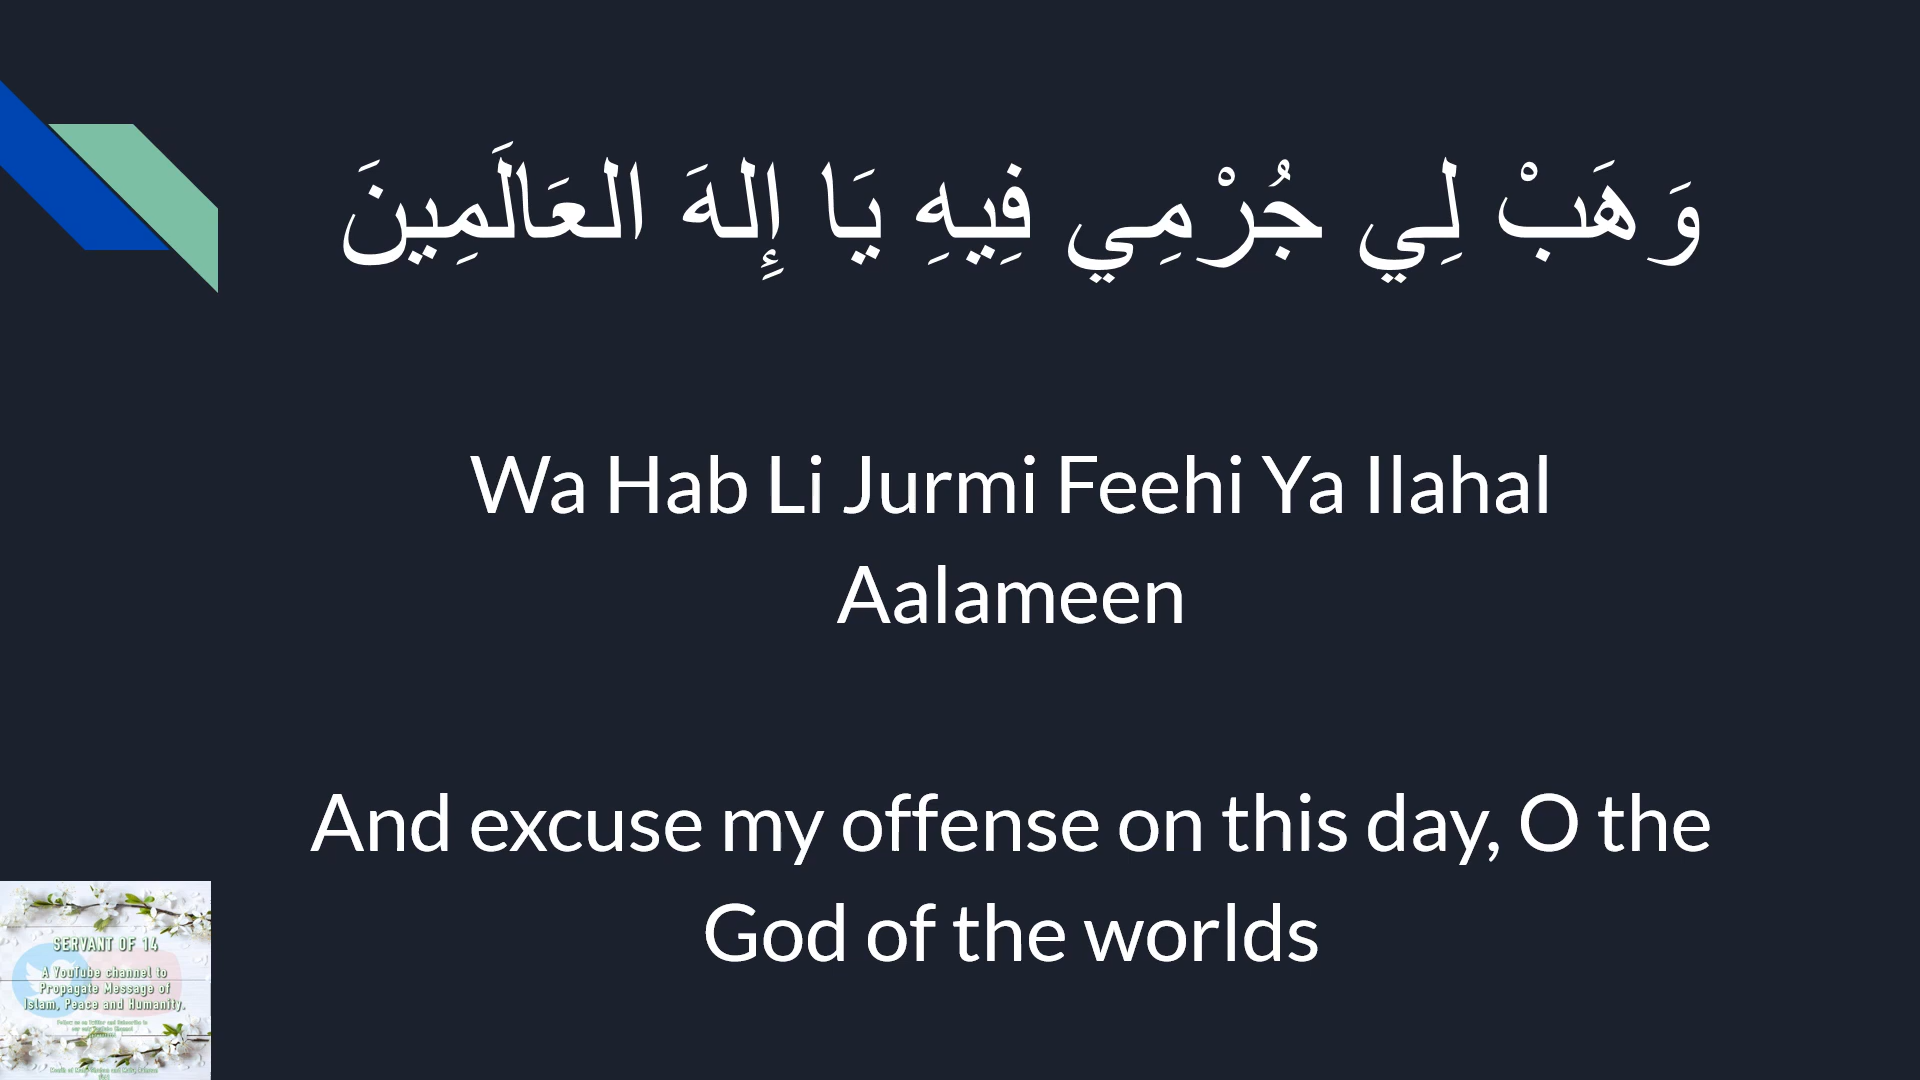 وَهَبْ لِي جُرْمِي فِيهِ يَا إِلهَ العَالَمِينَ
Wa Hab Li Jurmi Feehi Ya Ilahal
Aalameen
And excuse my offense on this day, O the
God of the worlds
SERVANT OF 14
A YouTube channel to
Propagate Message of
Islam, Peace and Humanity.